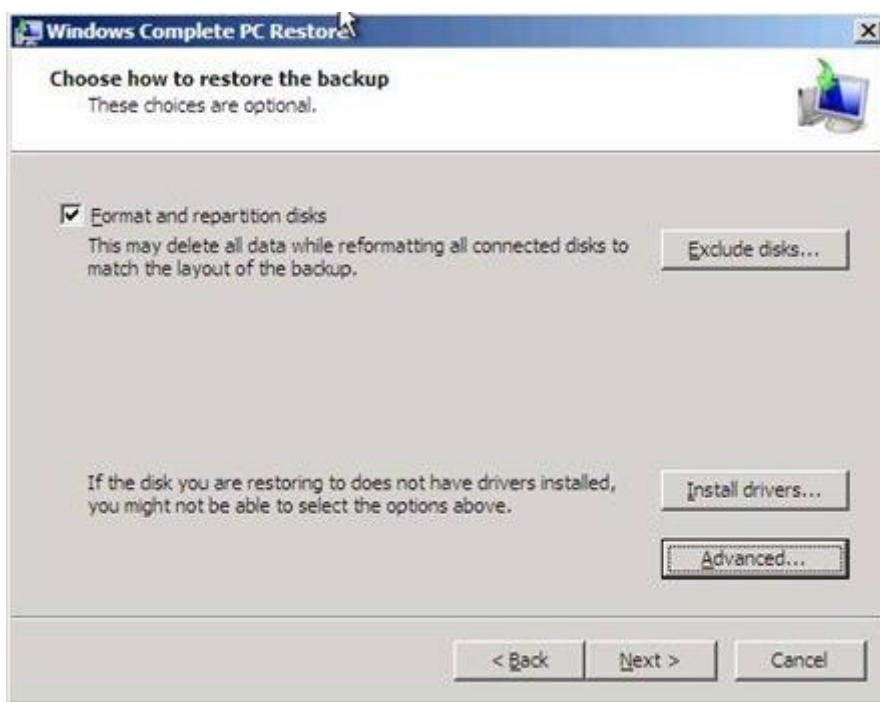 Windows Complete PC Restore
Choose how to restore the backup
These choices are optional.
Format and repartition disks
This may delete all data while reformatting all connected disks to
match the layout of the backup.
Exclude disks...
If the disk you are restoring to does not have drivers installed,
you might not be able to select the options above.
Install drivers...
Advanced...
< Back
Next >
Cancel